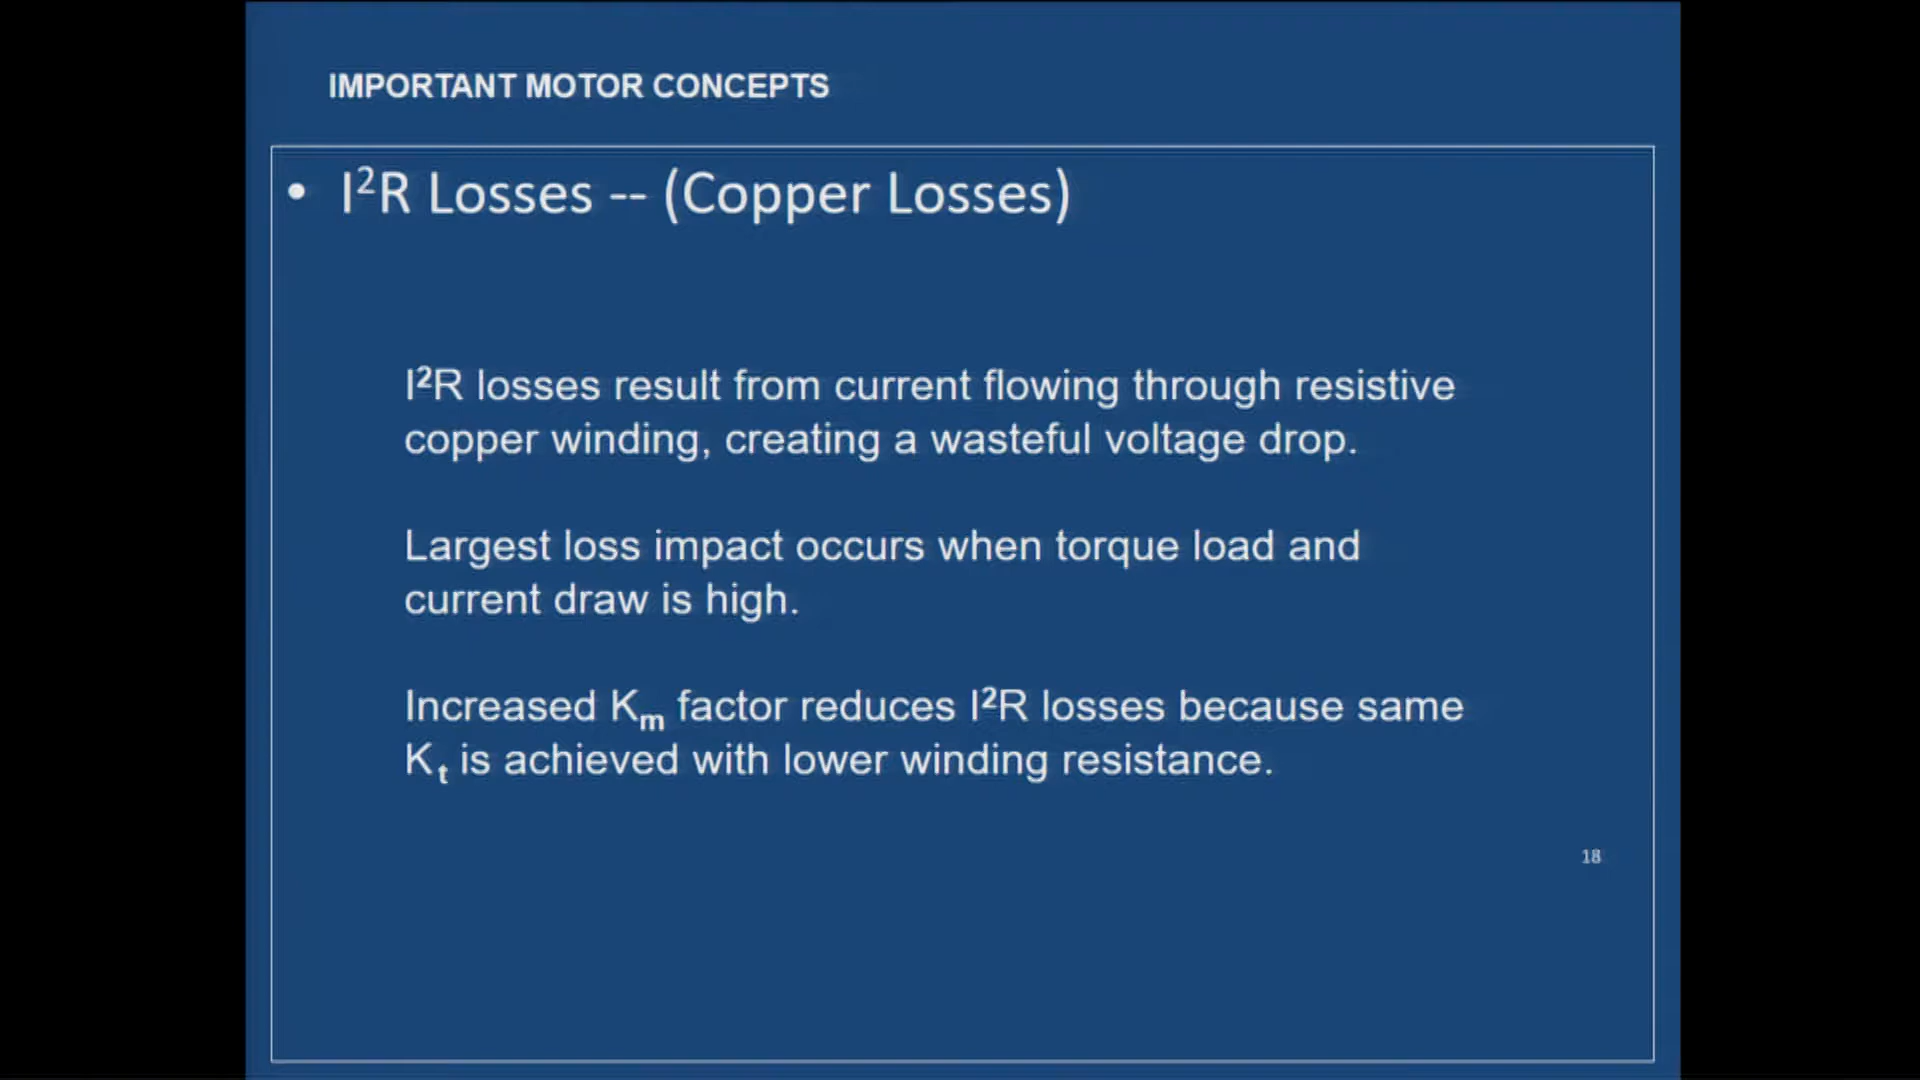 IMPORTANT MOTOR CONCEPTS
• I²R Losses -- (Copper Losses)
I²R losses result from current flowing through resistive
copper winding, creating a wasteful voltage drop.
Largest loss impact occurs when torque load and
current draw is high.
Increased Kₘ factor reduces I²R losses because same
Kₜ is achieved with lower winding resistance.
18